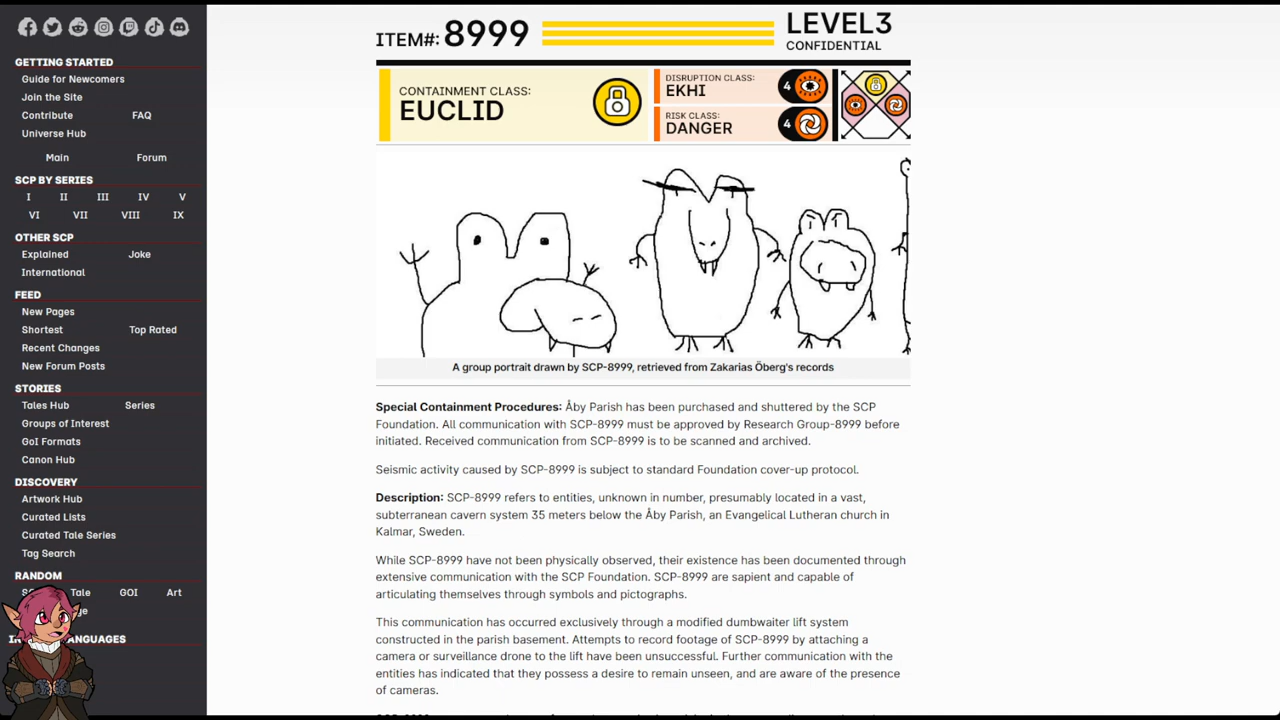 GETTING STARTED
Guide for Newcomers
Join the Site
Contribute FAQ
Universe Hub
Main Forum
SCP BY SERIES
I II III IV V
VI VII VIII IX
OTHER SCP
Explained Joke
International
FEED
New Pages
Shortest Top Rated
Recent Changes
New Forum Posts
STORIES
Tales Hub Series
Groups of Interest
GoI Formats
Canon Hub
DISCOVERY
Artwork Hub
Curated Lists
Curated Tale Series
Tag Search
RANDOM
Tale GOI Art
ITEM#: 8999
LEVEL3
CONFIDENTIAL
CONTAINMENT CLASS:
EUCLID
DISRUPTION CLASS:
EKHI
4
RISK CLASS:
DANGER
4
A group portrait drawn by SCP-8999, retrieved from Zakarias Öberg's records
Special Containment Procedures: Åby Parish has been purchased and shuttered by the SCP
Foundation. All communication with SCP-8999 must be approved by Research Group-8999 before
initiated. Received communication from SCP-8999 is to be scanned and archived.
Seismic activity caused by SCP-8999 is subject to standard Foundation cover-up protocol.
Description: SCP-8999 refers to entities, unknown in number, presumably located in a vast,
subterranean cavern system 35 meters below the Åby Parish, an Evangelical Lutheran church in
Kalmar, Sweden.
While SCP-8999 have not been physically observed, their existence has been documented through
extensive communication with the SCP Foundation. SCP-8999 are sapient and capable of
articulating themselves through symbols and pictographs.
This communication has occurred exclusively through a modified dumbwaiter lift system
constructed in the parish basement. Attempts to record footage of SCP-8999 by attaching a
camera or surveillance drone to the lift have been unsuccessful. Further communication with the
entities has indicated that they possess a desire to remain unseen, and are aware of the presence
of cameras.